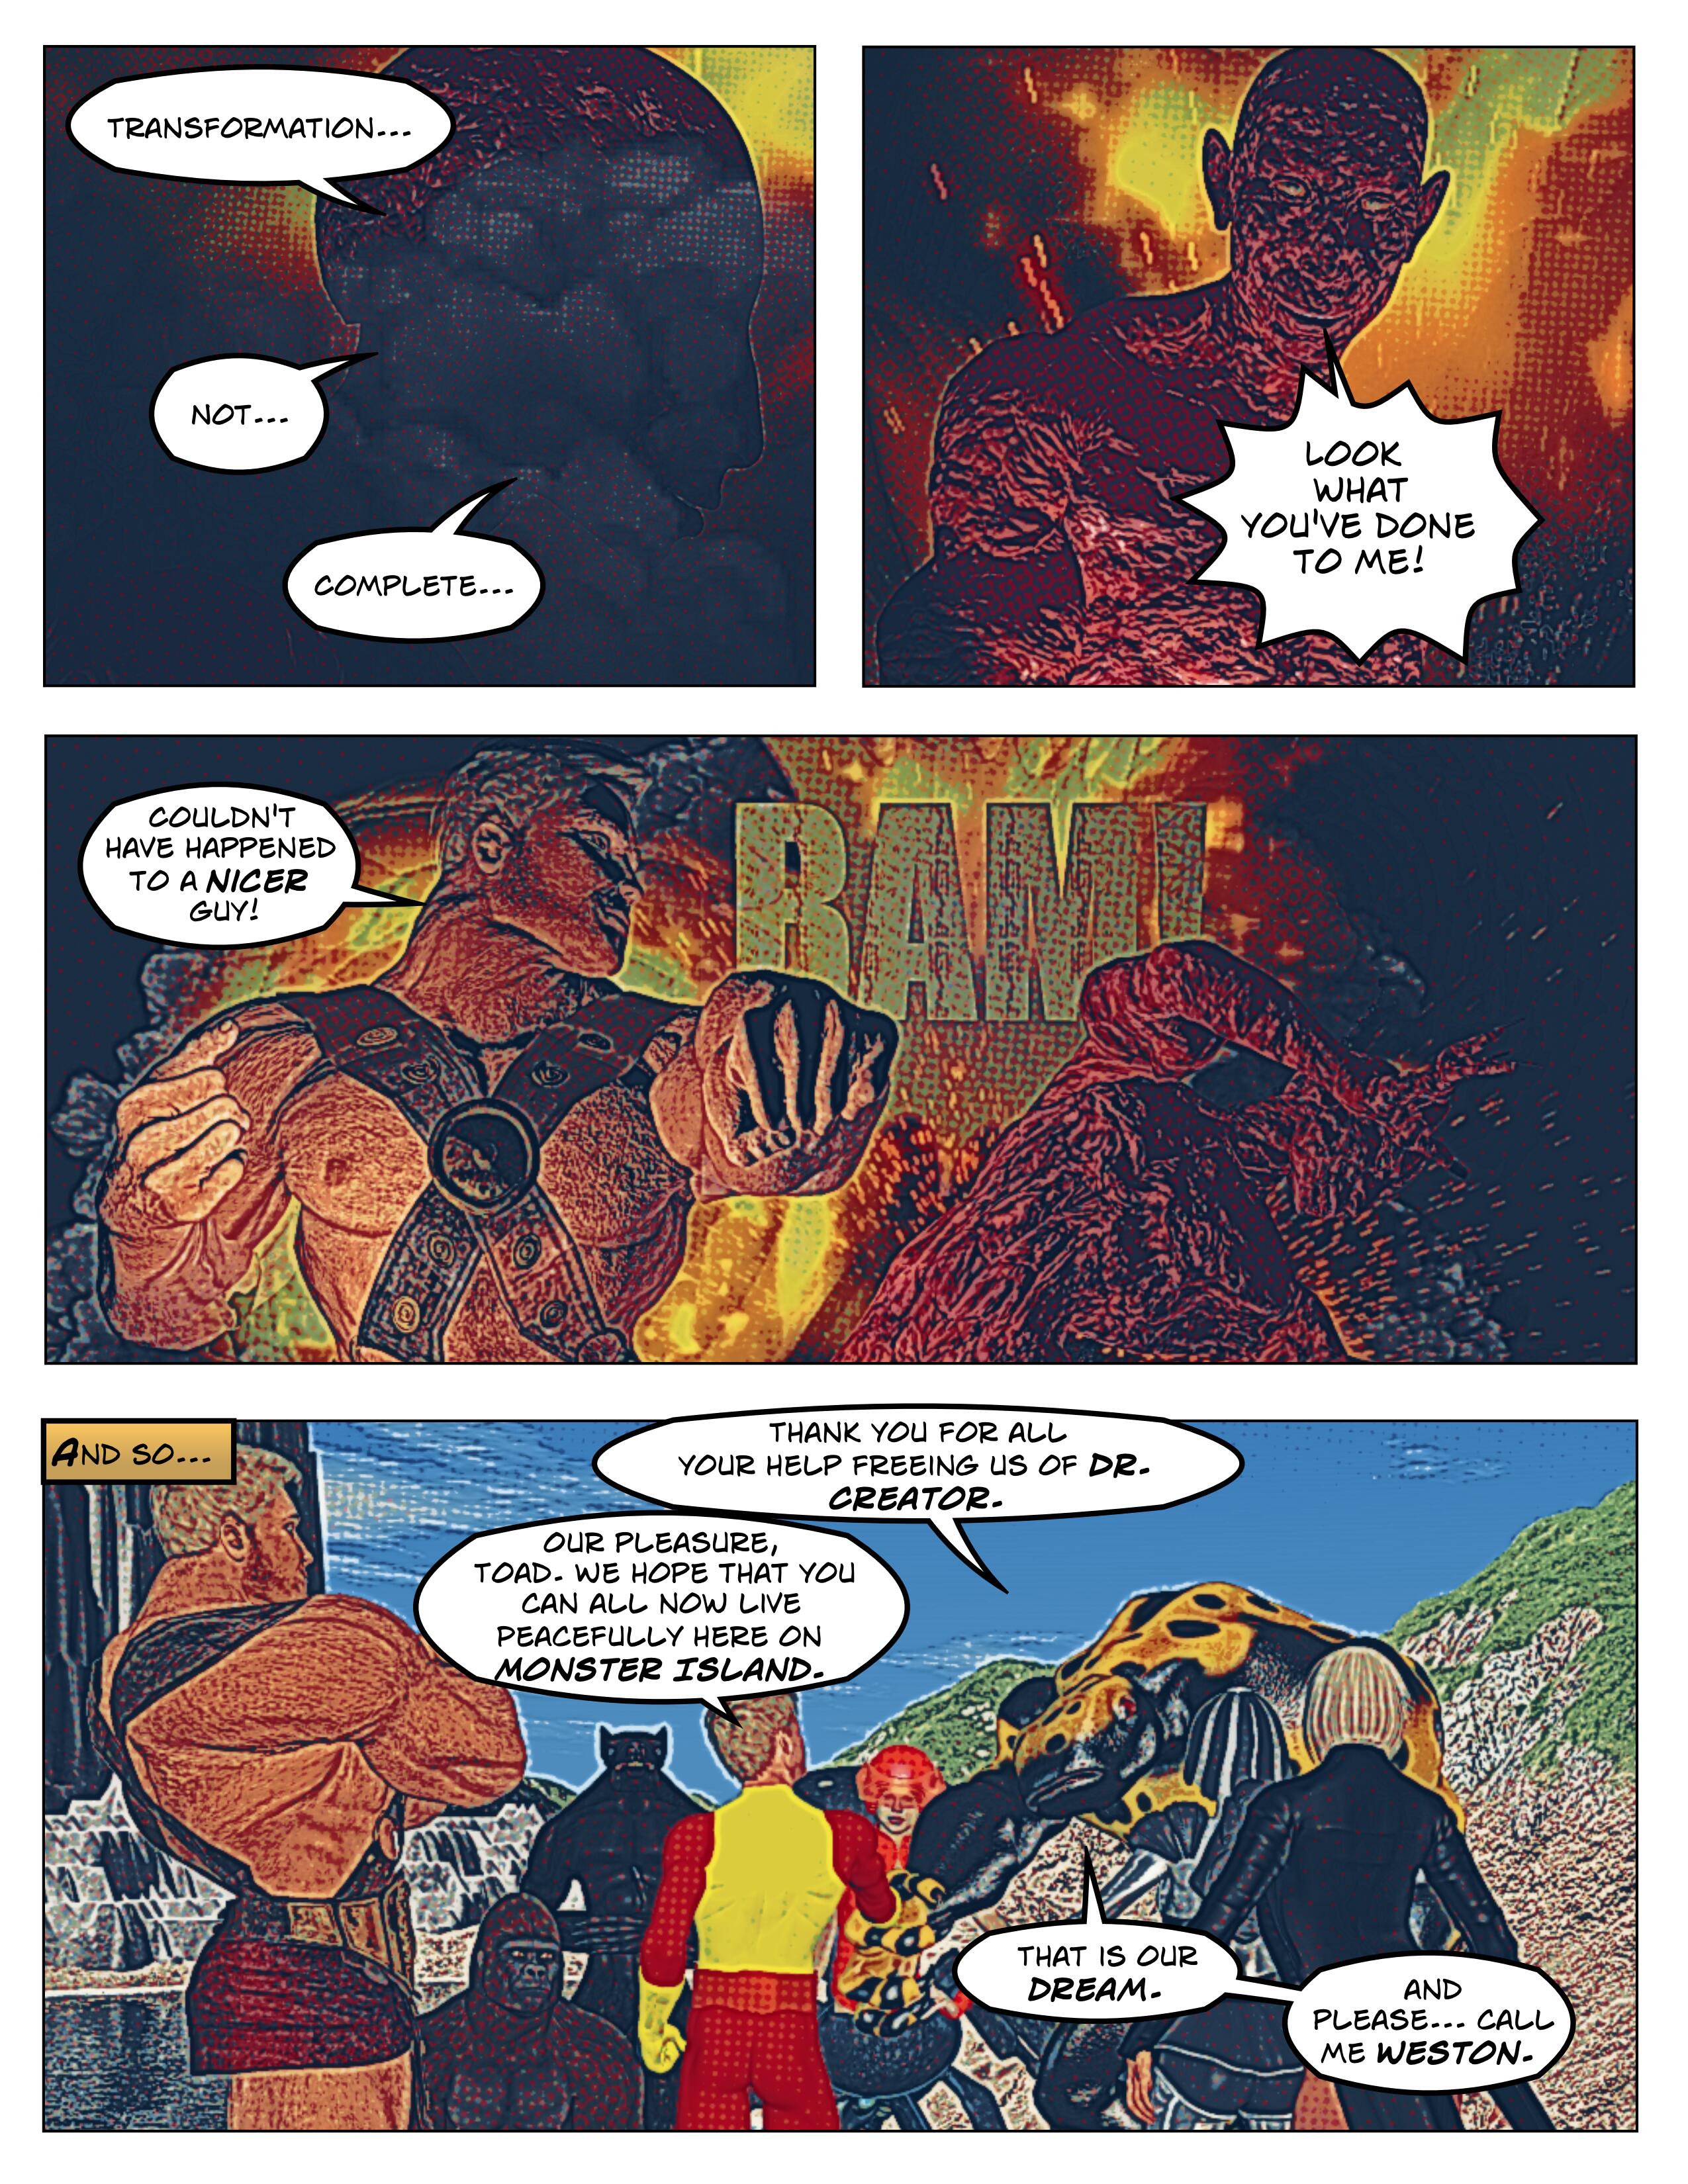 TRANSFORMATION...
NOT...
COMPLETE...
LOOK
WHAT
YOU'VE DONE
TO ME!
COULDN'T
HAVE HAPPENED
TO A NICER
GUY!
BAM!
AND SO...
THANK YOU FOR ALL
YOUR HELP FREEING US OF DR.
CREATOR.
OUR PLEASURE,
TOAD. WE HOPE THAT YOU
CAN ALL NOW LIVE
PEACEFULLY HERE ON
MONSTER ISLAND.
THAT IS OUR
DREAM.
AND
PLEASE... CALL
ME WESTON.